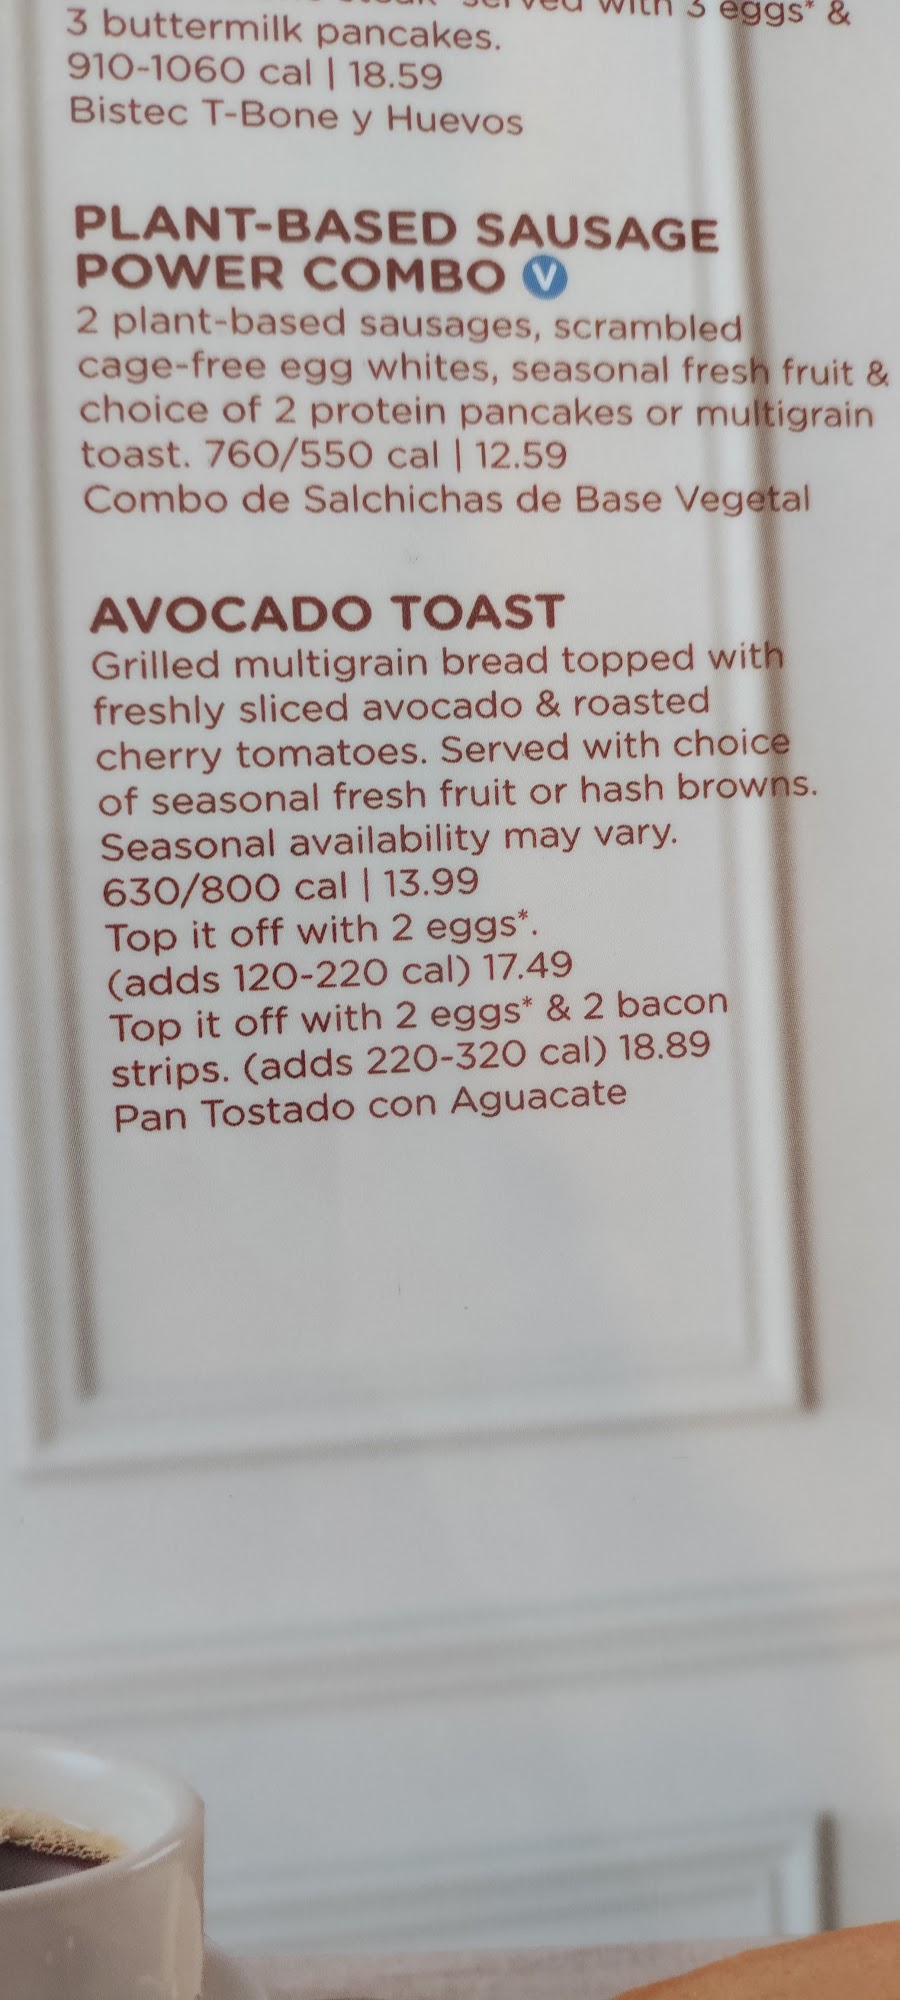 served with 3 eggs* &
3 buttermilk pancakes.
910-1060 cal | 18.59
Bistec T-Bone y Huevos
PLANT-BASED SAUSAGE
POWER COMBO V
2 plant-based sausages, scrambled
cage-free egg whites, seasonal fresh fruit &
choice of 2 protein pancakes or multigrain
toast. 760/550 cal | 12.59
Combo de Salchichas de Base Vegetal
AVOCADO TOAST
Grilled multigrain bread topped with
freshly sliced avocado & roasted
cherry tomatoes. Served with choice
of seasonal fresh fruit or hash browns.
Seasonal availability may vary.
630/800 cal | 13.99
Top it off with 2 eggs*.
(adds 120-220 cal) 17.49
Top it off with 2 eggs* & 2 bacon
strips. (adds 220-320 cal) 18.89
Pan Tostado con Aguacate